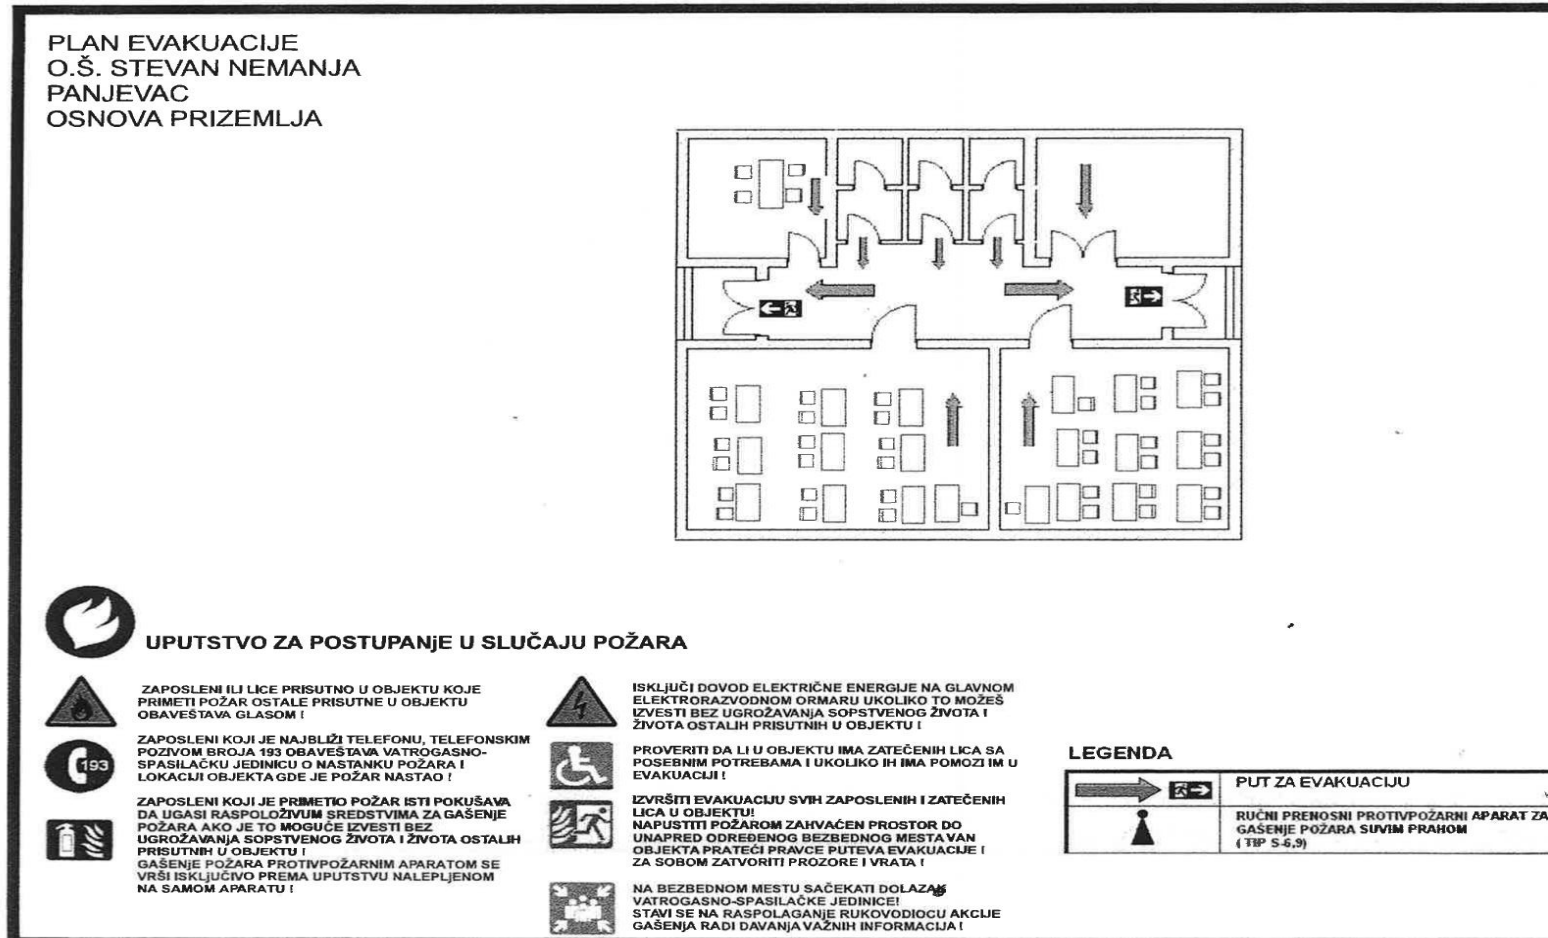 PLAN EVAKUACIJE
O.Š. STEVAN NEMANJA
PANJEVAC
OSNOVA PRIZEMLJA
UPUTSTVO ZA POSTUPANjE U SLUČAJU POŽARA
ZAPOSLENI ILI LICE PRISUTNO U OBJEKTU KOJE
PRIMETI POŽAR OSTALE PRISUTNE U OBJEKTU
OBAVEŠTAVA GLASOM !
193
ZAPOSLENI KOJI JE NAJBLIŽI TELEFONU, TELEFONSKIM
POZIVOM BROJA 193 OBAVEŠTAVA VATROGASNO-
SPASILAČKU JEDINICU O NASTANKU POŽARA I
LOKACIJI OBJEKTA GDE JE POŽAR NASTAO !
ZAPOSLENI KOJI JE PRIMETIO POŽAR ISTI POKUŠAVA
DA UGASI RASPOLOŽIVIM SREDSTVIMA ZA GAŠENJE
POŽARA AKO JE TO MOGUĆE IZVESTI BEZ
UGROŽAVANJA SOPSTVENOG ŽIVOTA I ŽIVOTA OSTALIH
PRISUTNIH U OBJEKTU !
GAŠENjE POŽARA PROTIVPOŽARNIM APARATOM SE
VRŠI ISKLJUČIVO PREMA UPUTSTVU NALEPLJENOM
NA SAMOM APARATU !
ISKLjUČI DOVOD ELEKTRIČNE ENERGIJE NA GLAVNOM
ELEKTRORAZVODNOM ORMARU UKOLIKO TO MOŽEŠ
IZVESTI BEZ UGROŽAVANjA SOPSTVENOG ŽIVOTA I
ŽIVOTA OSTALIH PRISUTNIH U OBJEKTU !
PROVERITI DA LI U OBJEKTU IMA ZATEČENIH LICA SA
POSEBNIM POTREBAMA I UKOLIKO IH IMA POMOZI IM U
EVAKUACIJI !
IZVRŠITI EVAKUACIJU SVIH ZAPOSLENIH I ZATEČENIH
LICA U OBJEKTU!
NAPUSTITI POŽAROM ZAHVAĆEN PROSTOR DO
UNAPRED ODREĐENOG BEZBEDNOG MESTA VAN
OBJEKTA PRATEĆI PRAVCE PUTEVA EVAKUACIJE !
ZA SOBOM ZATVORITI PROZORE I VRATA !
NA BEZBEDNOM MESTU SAČEKATI DOLAZAK
VATROGASNO-SPASILAČKE JEDINICE!
STAVI SE NA RASPOLAGANjE RUKOVODIOCU AKCIJE
GAŠENJA RADI DAVANjA VAŽNIH INFORMACIJA !
LEGENDA
PUT ZA EVAKUACIJU
RUČNI PRENOSNI PROTIVPOŽARNI APARAT ZA
GAŠENJE POŽARA SUVIM PRAHOM
( TIP S-6,9)